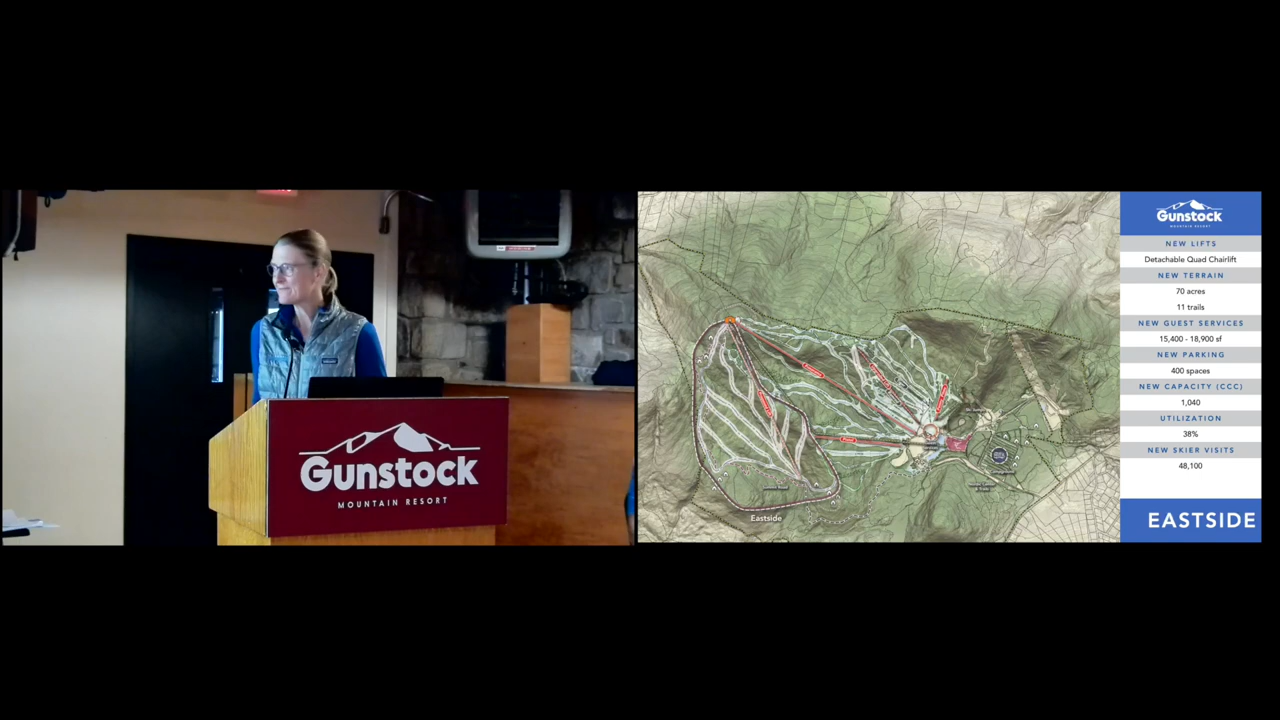 Gunstock
MOUNTAIN RESORT
Eastside
Gunstock
MOUNTAIN RESORT
NEW LIFTS
Detachable Quad Chairlift
NEW TERRAIN
70 acres
11 trails
NEW GUEST SERVICES
15,400 - 18,900 sf
NEW PARKING
400 spaces
NEW CAPACITY (CCC)
1,040
UTILIZATION
38%
NEW SKIER VISITS
48,100
EASTSIDE